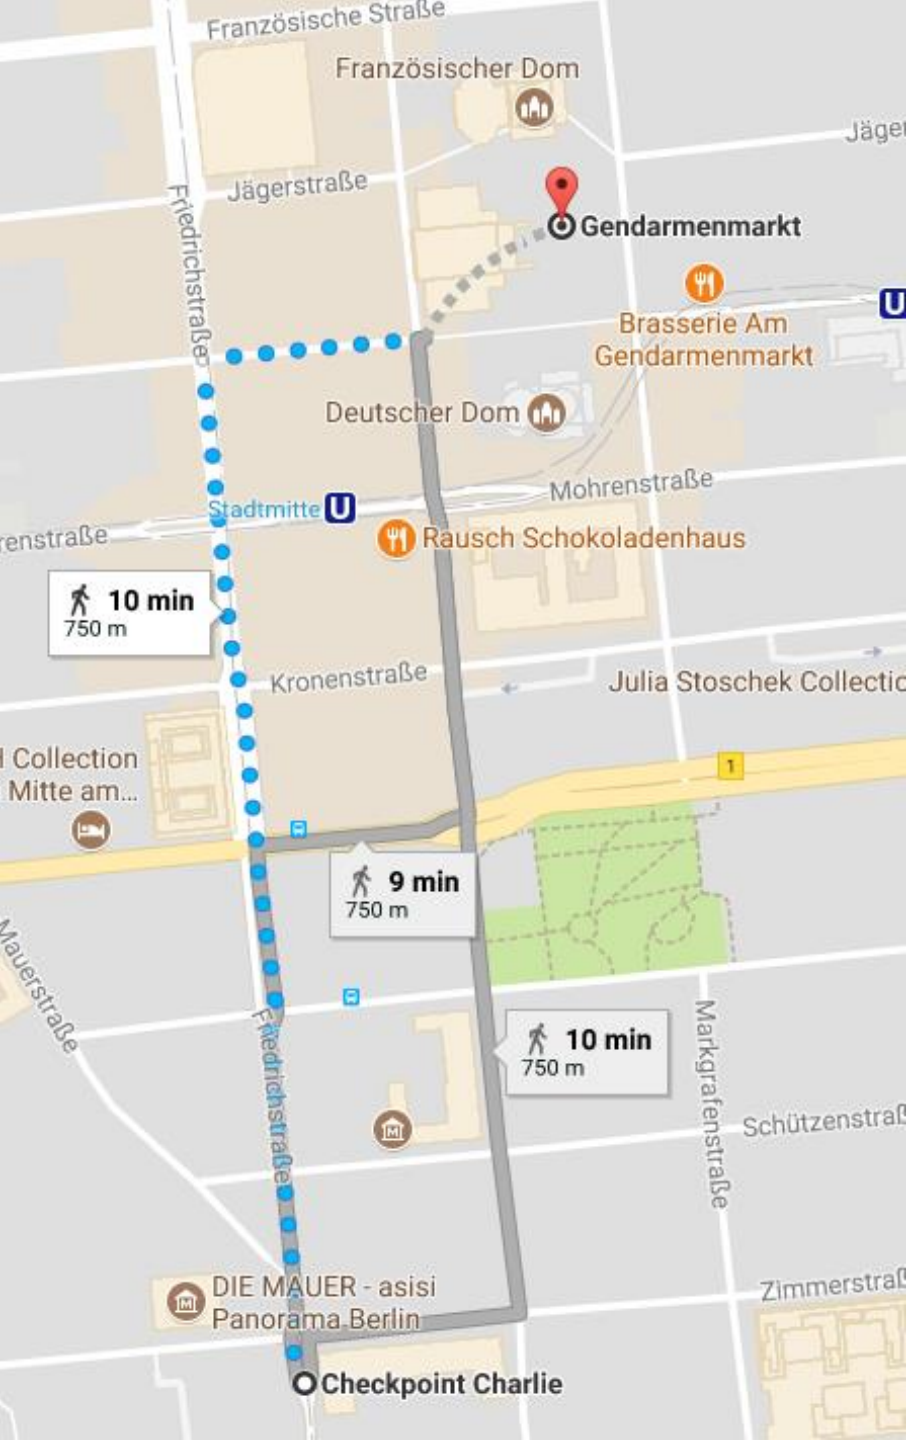 Französische Straße
Französischer Dom
Jäger
Jägerstraße
Friedrichstraße
Gendarmenmarkt
U
Brasserie Am
Gendarmenmarkt
Deutscher Dom
Mohrenstraße
Stadtmitte U
renstraße
Rausch Schokoladenhaus
10 min
750 m
Kronenstraße
Julia Stoschek Collectio
H Collection
Mitte am...
1
9 min
750 m
Mauerstraße
Friedrichstraße
10 min
750 m
Markgrafenstraße
Schützenstraß
DIE MAUER - asisi
Panorama Berlin
Zimmerstraß
Checkpoint Charlie